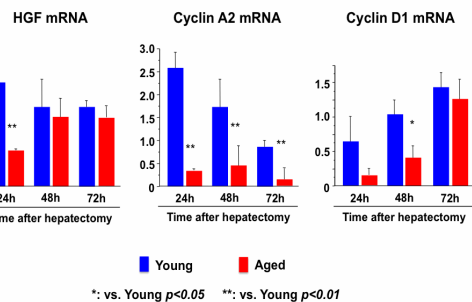 HGF mRNA
Cyclin A2 mRNA
Cyclin D1 mRNA
**
24h 48h 72h
Time after hepatectomy
3.0
2.5
2.0
1.5
1.0
0.5
0
** ** **
24h 48h 72h
Time after hepatectomy
1.5
1.0
0.5
0
*
24h 48h 72h
Time after hepatectomy
Young Aged
*: vs. Young p<0.05 **: vs. Young p<0.01